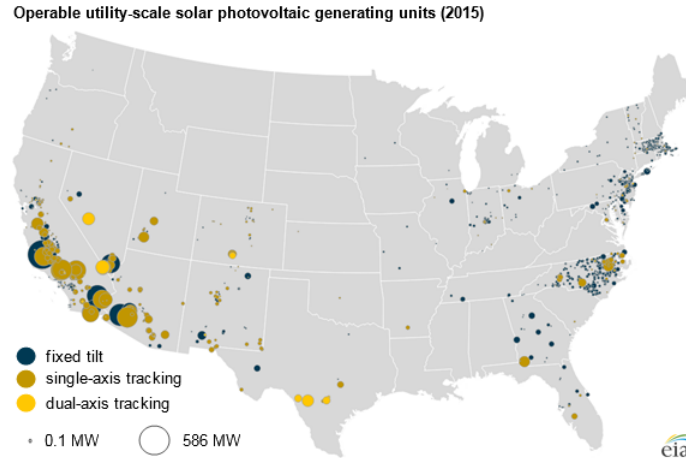 Operable utility-scale solar photovoltaic generating units (2015)
fixed tilt
single-axis tracking
dual-axis tracking
0.1 MW
586 MW
eia